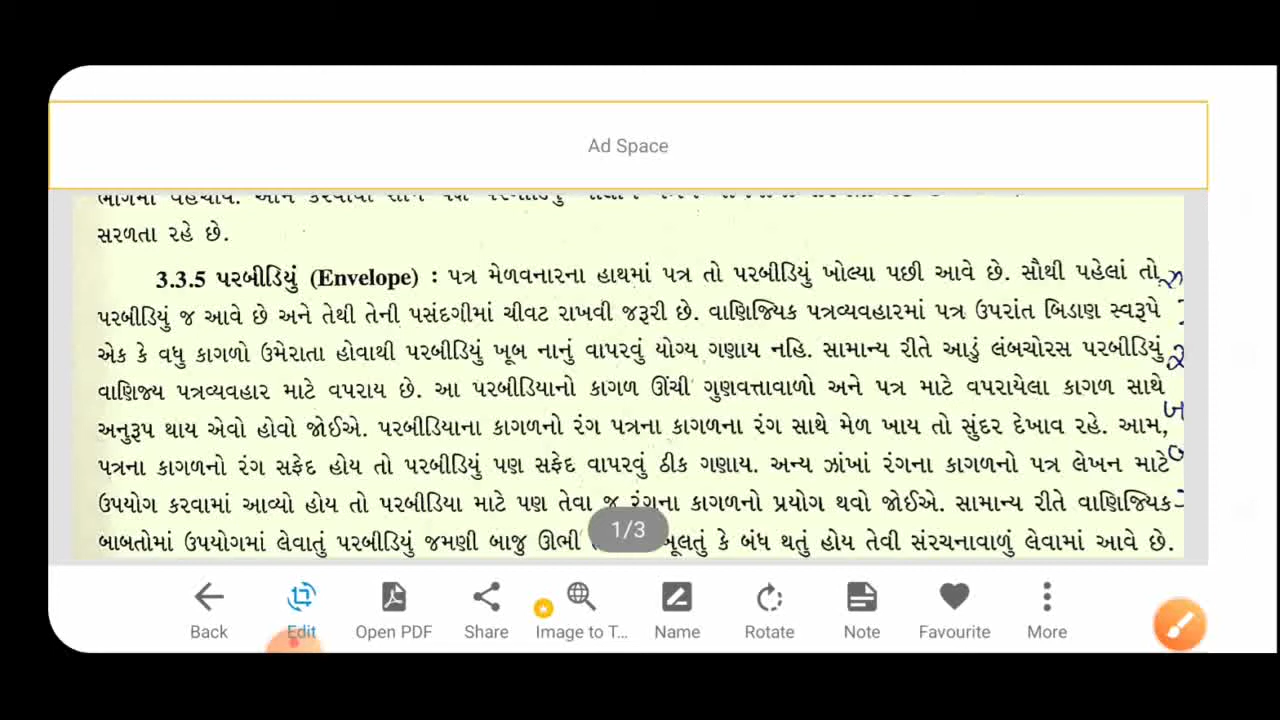 Ad Space
સરળતા રહે છે.
3.3.5 પરબીડિયું (Envelope) : પત્ર મેળવનારના હાથમાં પત્ર તો પરબીડિયું ખોલ્યા પછી આવે છે. સૌથી પહેલાં તો
પરબીડિયું જ આવે છે અને તેથી તેની પસંદગીમાં ચીવટ રાખવી જરૂરી છે. વાણિજ્યિક પત્રવ્યવહારમાં પત્ર ઉપરાંત બિડાણ સ્વરૂપે
એક કે વધુ કાગળો ઉમેરાતા હોવાથી પરબીડિયું ખૂબ નાનું વાપરવું યોગ્ય ગણાય નહિ. સામાન્ય રીતે આડું લંબચોરસ પરબીડિયું
વાણિજ્ય પત્રવ્યવહાર માટે વપરાય છે. આ પરબીડિયાનો કાગળ ઊંચી ગુણવત્તાવાળો અને પત્ર માટે વપરાયેલા કાગળ સાથે
અનુરૂપ થાય એવો હોવો જોઈએ. પરબીડિયાના કાગળનો રંગ પત્રના કાગળના રંગ સાથે મેળ ખાય તો સુંદર દેખાવ રહે. આમ,
પત્રના કાગળનો રંગ સફેદ હોય તો પરબીડિયું પણ સફેદ વાપરવું ઠીક ગણાય. અન્ય ઝાંખાં રંગના કાગળનો પત્ર લેખન માટે
ઉપયોગ કરવામાં આવ્યો હોય તો પરબીડિયા માટે પણ તેવા જ રંગના કાગળનો પ્રયોગ થવો જોઈએ. સામાન્ય રીતે વાણિજ્યિક
બાબતોમાં ઉપયોગમાં લેવાતું પરબીડિયું જમણી બાજુ ઊભી ખૂલતું કે બંધ થતું હોય તેવી સંરચનાવાળું લેવામાં આવે છે.
1/3
Back Edit Open PDF Share Image to T... Name Rotate Note Favourite More